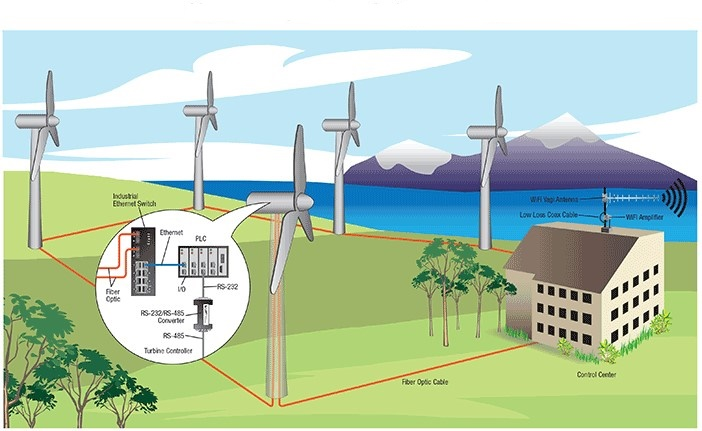 Industrial
Ethernet Switch
Ethernet
PLC
Fiber
Optic
I/O
RS-232
RS-232/RS-485
Converter
RS-485
Turbine Controller
WiFi Yagi Antenna
Low Loss Coax Cable
WiFi Amplifier
Fiber Optic Cable
Control Center